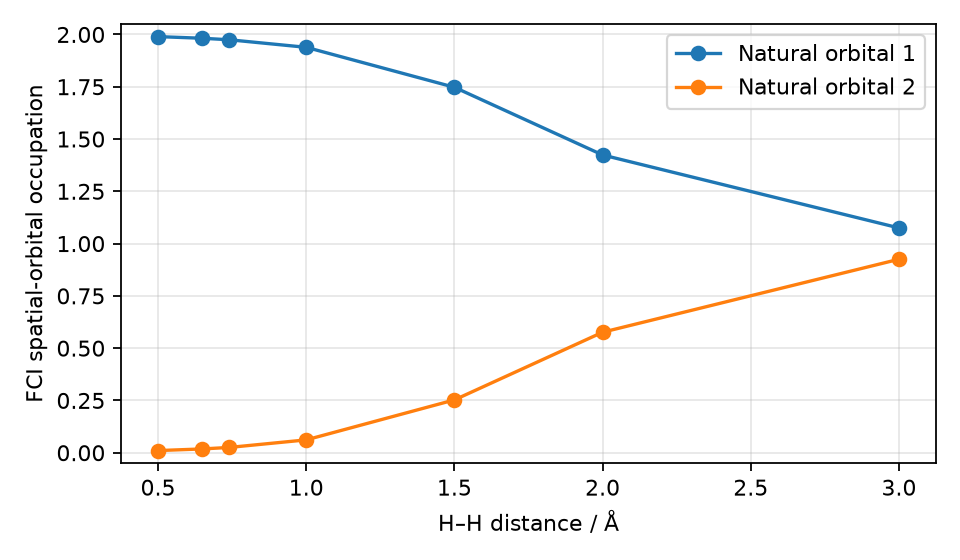 2.00
1.75
1.50
1.25
1.00
0.75
0.50
0.25
0.00
FCI spatial-orbital occupation
Natural orbital 1
Natural orbital 2
0.5 1.0 1.5 2.0 2.5 3.0
H–H distance / Å